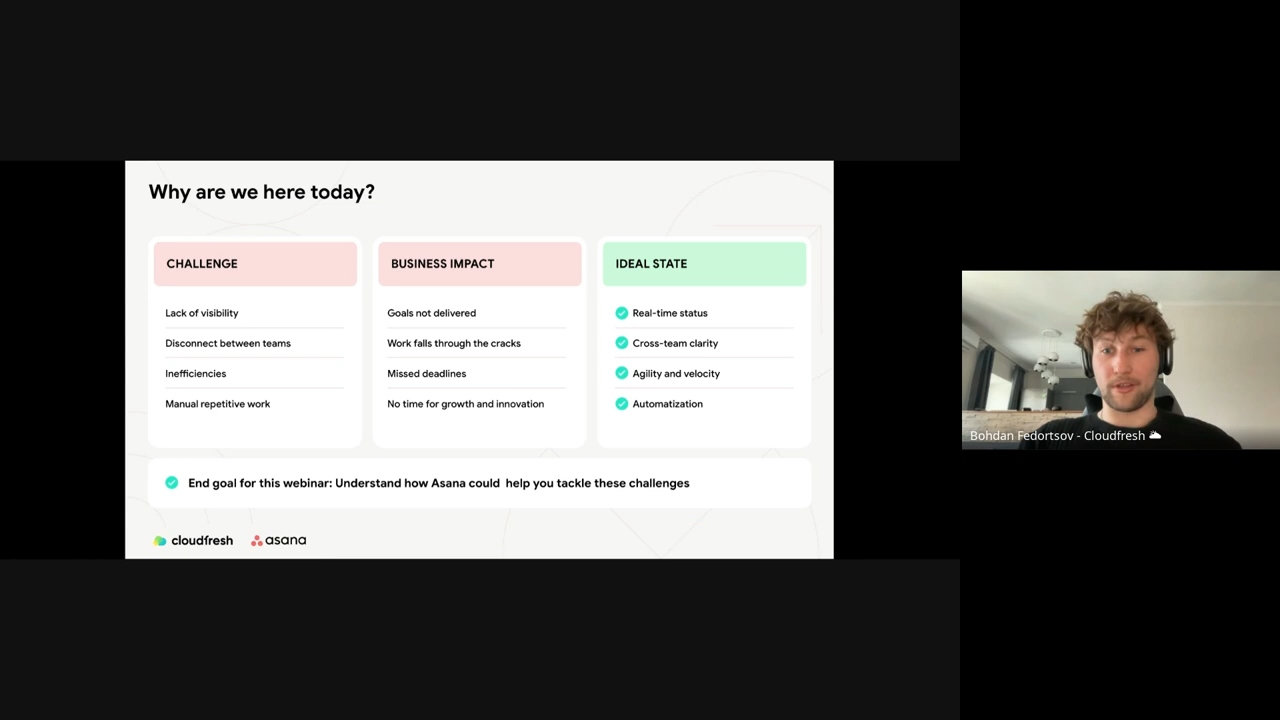 Why are we here today?
CHALLENGE
Lack of visibility
Disconnect between teams
Inefficiencies
Manual repetitive work
BUSINESS IMPACT
Goals not delivered
Work falls through the cracks
Missed deadlines
No time for growth and innovation
IDEAL STATE
Real-time status
Cross-team clarity
Agility and velocity
Automatization
End goal for this webinar: Understand how Asana could help you tackle these challenges
cloudfresh asana
Bohdan Fedortsov - Cloudfresh